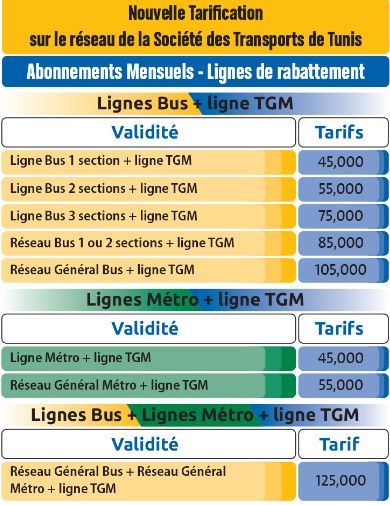 Nouvelle Tarification
sur le réseau de la Société des Transports de Tunis
Abonnements Mensuels - Lignes de rabattement
Lignes Bus + ligne TGM
Validité Tarifs
Ligne Bus 1 section + ligne TGM 45,000
Ligne Bus 2 sections + ligne TGM 55,000
Ligne Bus 3 sections + ligne TGM 75,000
Réseau Bus 1 ou 2 sections + ligne TGM 85,000
Réseau Général Bus + ligne TGM 105,000
Lignes Métro + ligne TGM
Validité Tarifs
Ligne Métro + ligne TGM 45,000
Réseau Général Métro + ligne TGM 55,000
Lignes Bus + Lignes Métro + ligne TGM
Validité Tarif
Réseau Général Bus + Réseau Général
Métro + ligne TGM 125,000